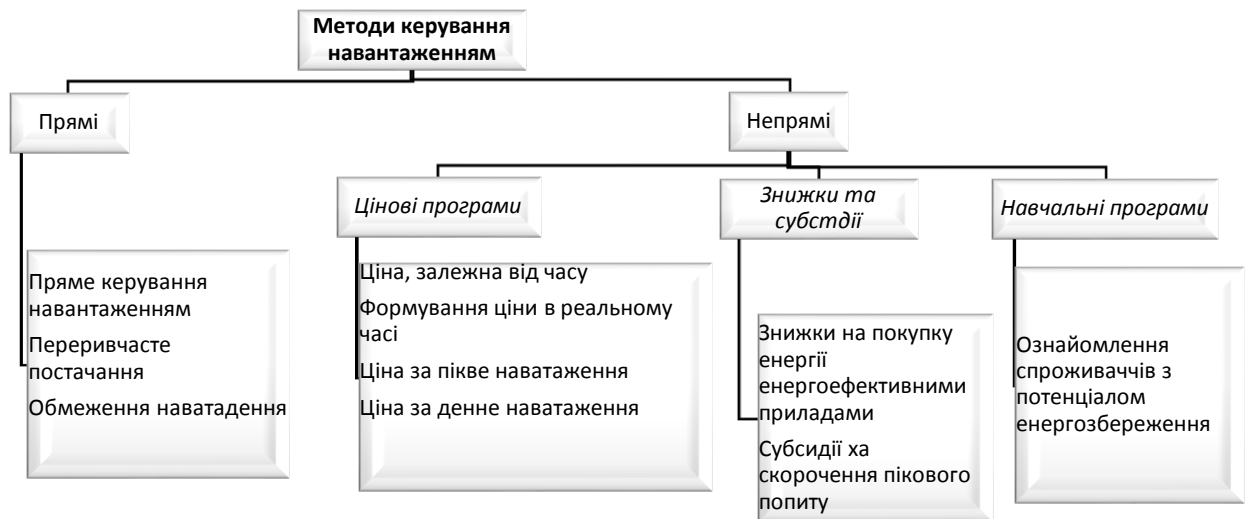 Методи керування
навантаженням
Прямі
Непрямі
Цінові програми
Знижки та
субстдії
Навчальні програми
Пряме керування
навантаженням
Переривчасте
постачання
Обмеження наватадення
Ціна, залежна від часу
Формування ціни в реальному
часі
Ціна за пікве наватаження
Ціна за денне наватаження
Знижки на покупку
енергії
енергоефективними
приладами
Субсидії ха
скорочення пікового
попиту
Ознайомлення
спроживаччів з
потенціалом
енергозбереження